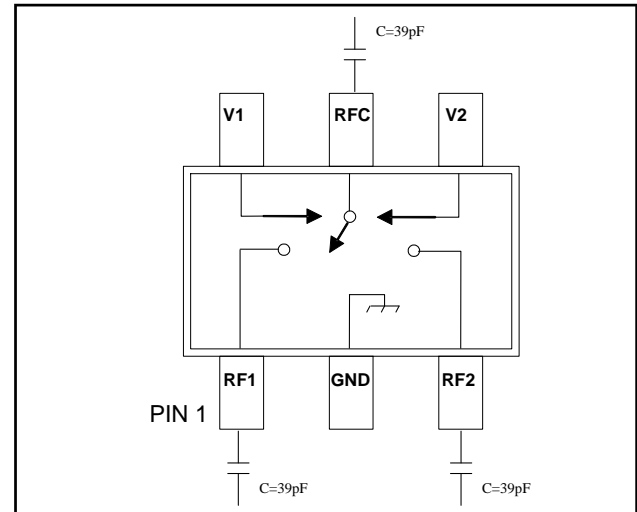 C=39pF
V1 RFC V2
RF1 GND RF2
PIN 1
C=39pF C=39pF